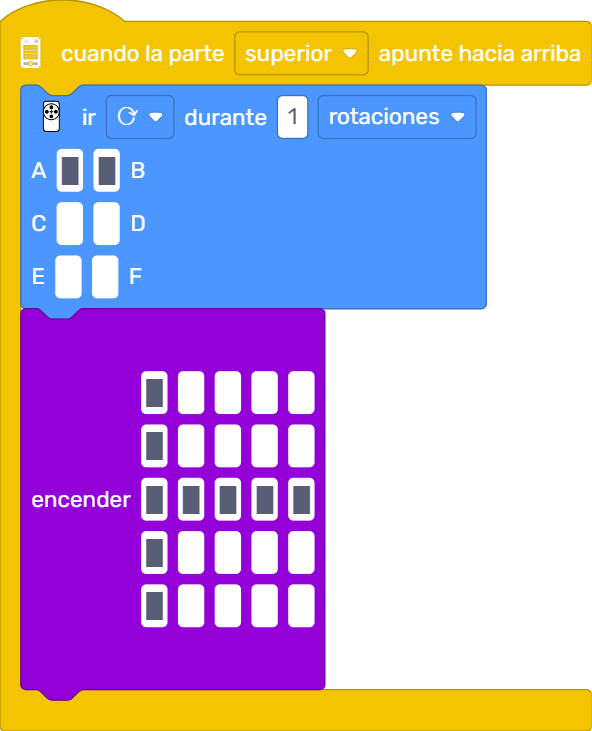 cuando la parte superior apunte hacia arriba
ir durante 1 rotaciones
A B
C D
E F
encender